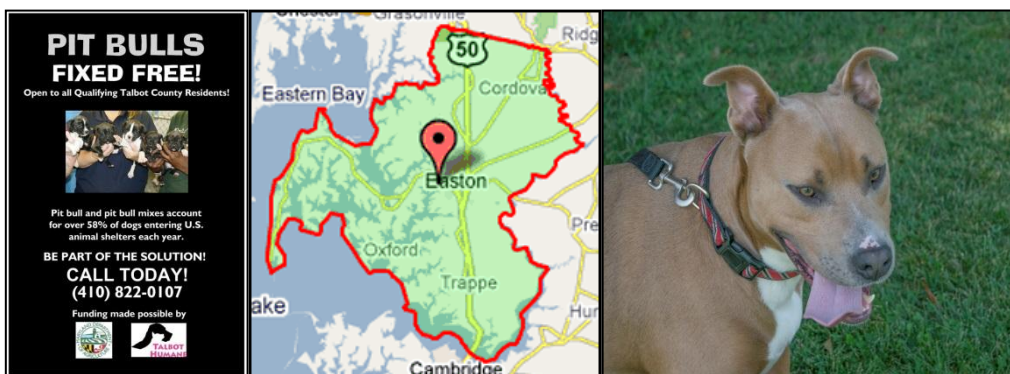 PIT BULLS
FIXED FREE!
Open to all Qualifying Talbot County Residents!
Pit bull and pit bull mixes account
for over 58% of dogs entering U.S.
animal shelters each year.
BE PART OF THE SOLUTION!
CALL TODAY!
(410) 822-0107
Funding made possible by
TALBOT
HUMANE
Grasonville
50
Ridg
Cordova
Eastern Bay
Easton
Pre
Oxford
Trappe
ake
Hur
Cambridge